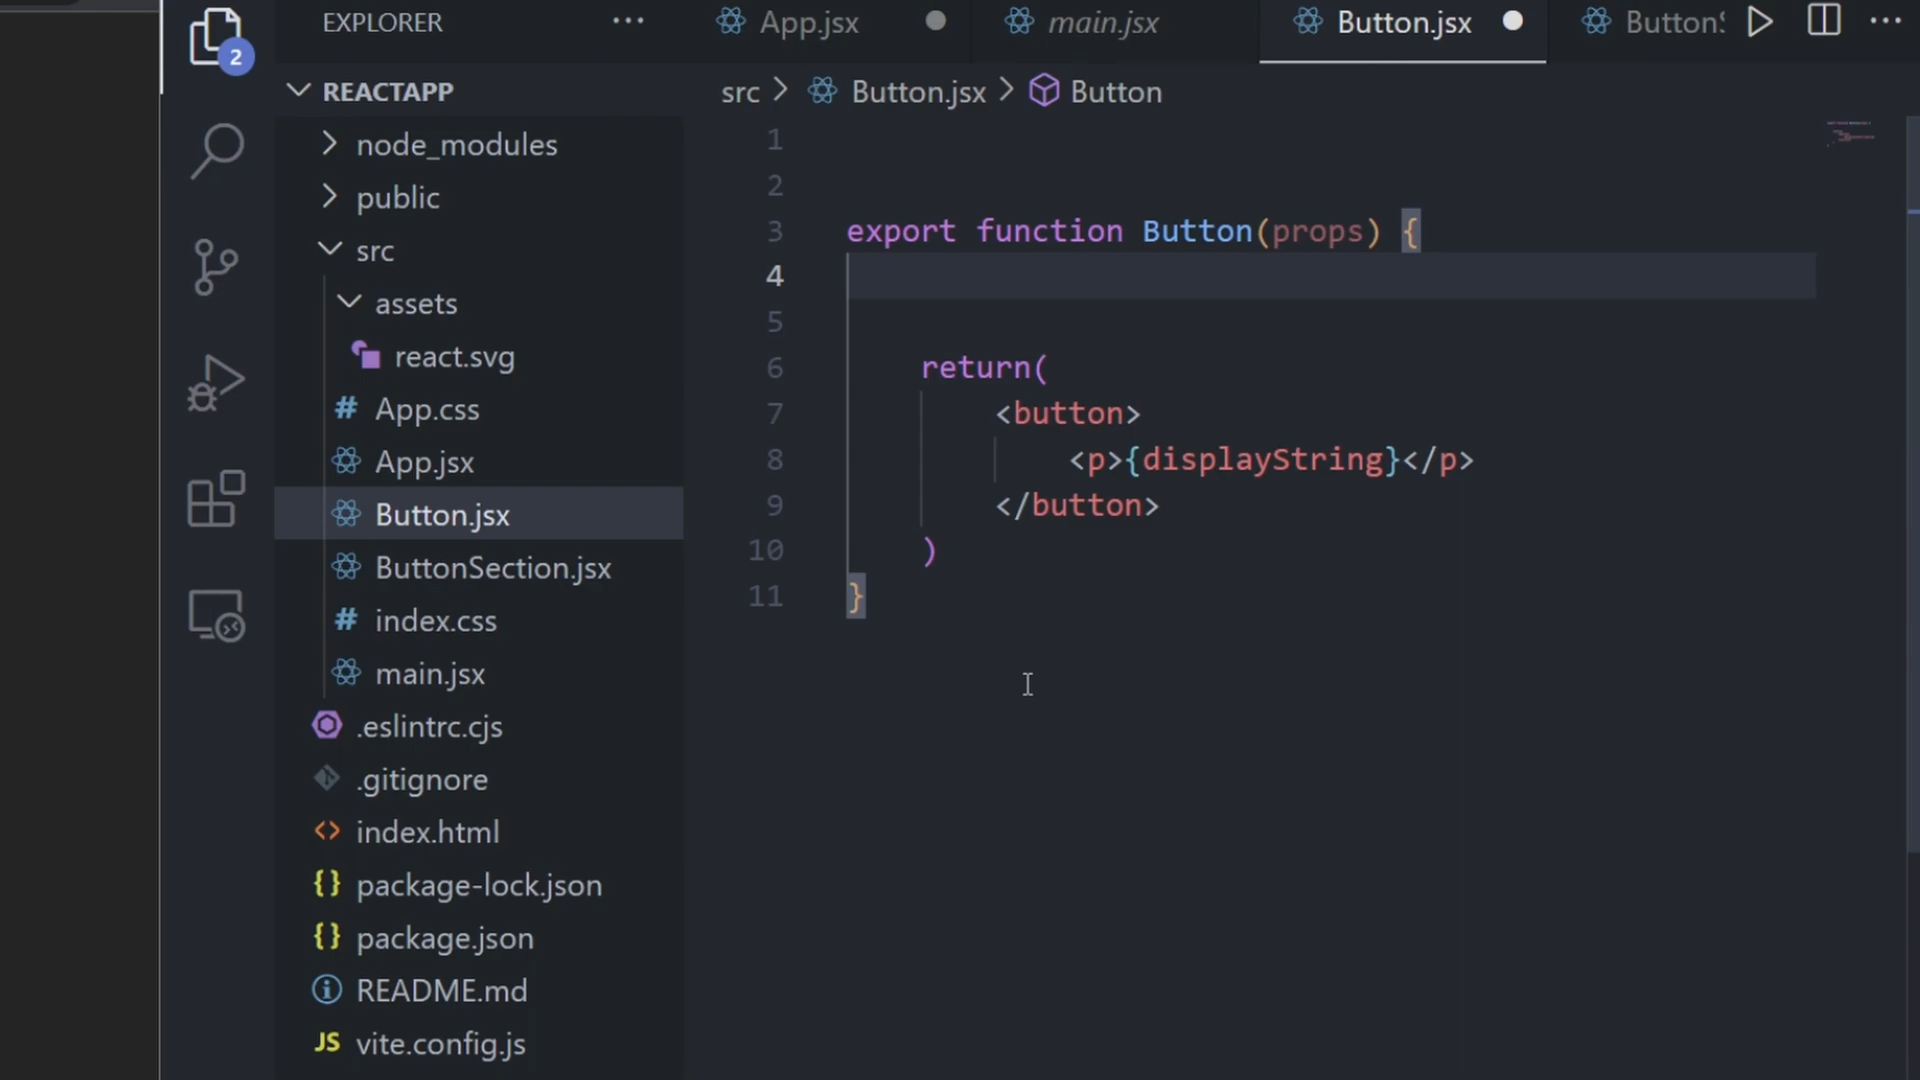 EXPLORER
App.jsx
main.jsx
Button.jsx
Button
2
REACTAPP
src
Button.jsx
Button
node_modules
public
src
assets
react.svg
App.css
App.jsx
Button.jsx
ButtonSection.jsx
index.css
main.jsx
.eslintrc.cjs
.gitignore
index.html
package-lock.json
package.json
README.md
JS vite.config.js
1
2
3 export function Button(props) {
4
5
6 return(
7 <button>
8 <p>{displayString}</p>
9 </button>
10 )
11 }